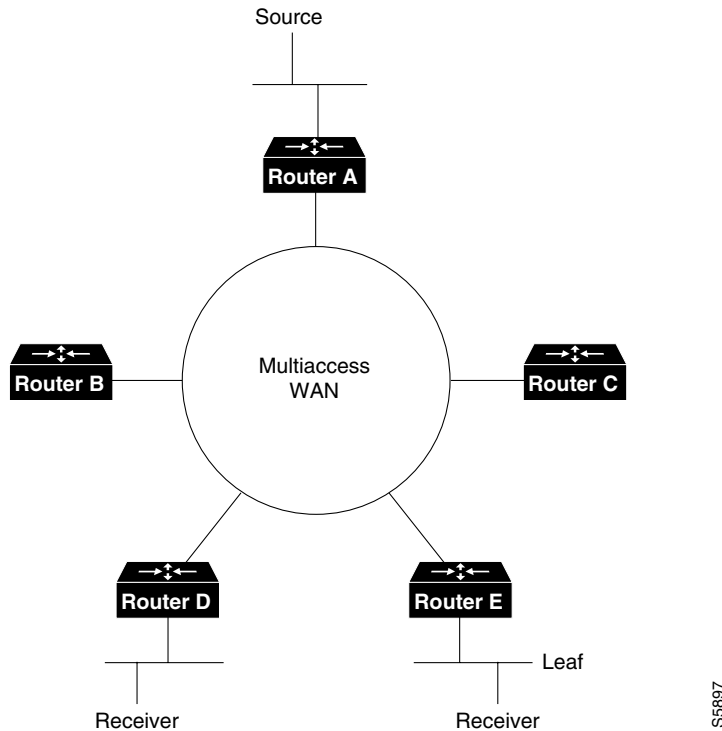 Source
Router A
Multiaccess
WAN
Router B
Router C
Router D
Router E
Leaf
Receiver
Receiver
S5897